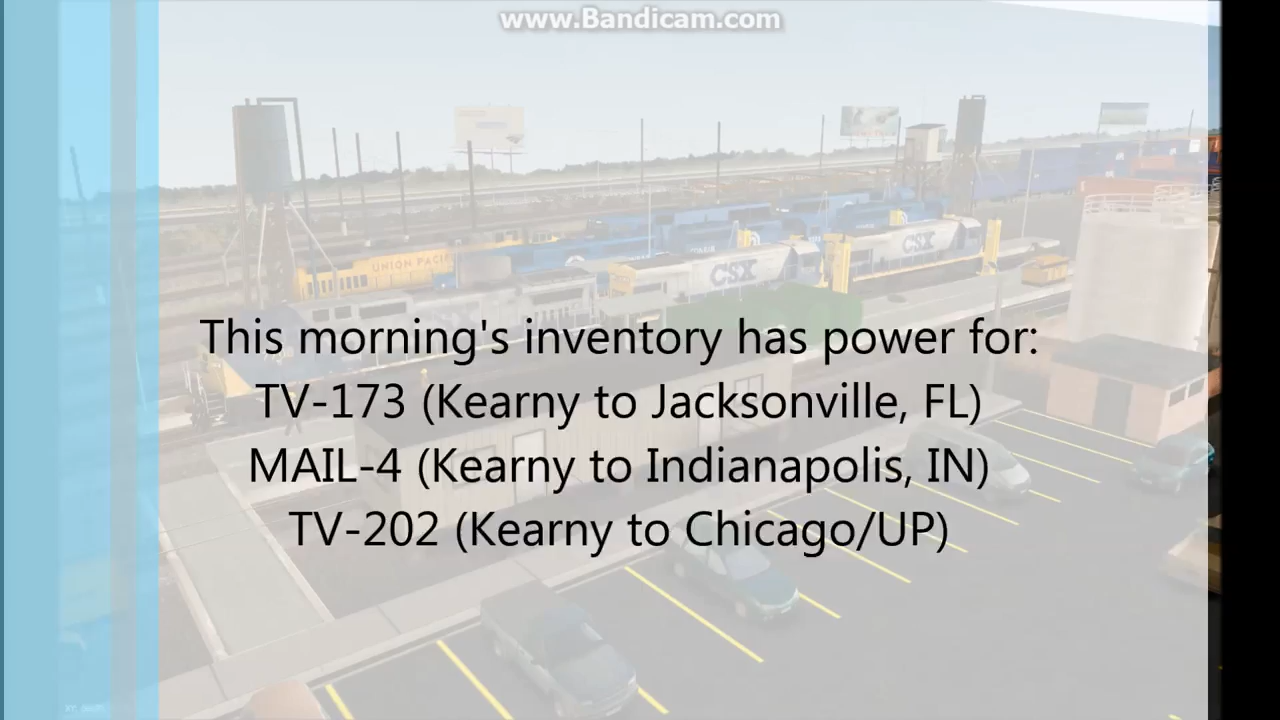 www.Bandicam.com
UNION PACIFIC
CSX
CSX
This morning's inventory has power for:
TV-173 (Kearny to Jacksonville, FL)
MAIL-4 (Kearny to Indianapolis, IN)
TV-202 (Kearny to Chicago/UP)